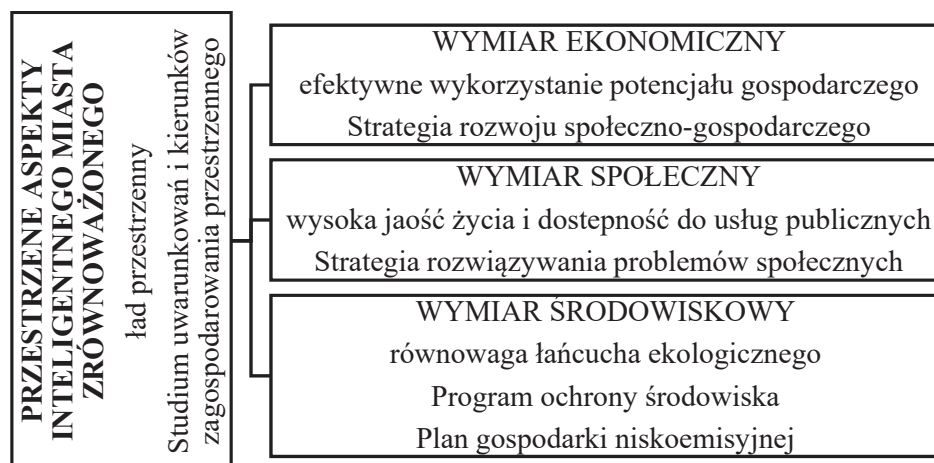 PRZESTRZENE ASPEKTY
INTELIGENTNEGO MIASTA
ZRÓWNOWAŻONEGO
ład przestrzenny
Studium uwarunkowań i kierunków
zagospodarowania przestrzennego
WYMIAR EKONOMICZNY
efektywne wykorzystanie potencjału gospodarczego
Strategia rozwoju społeczno-gospodarczego
WYMIAR SPOŁECZNY
wysoka jaość życia i dostepność do usług publicznych
Strategia rozwiązywania problemów społecznych
WYMIAR ŚRODOWISKOWY
równowaga łańcucha ekologicznego
Program ochrony środowiska
Plan gospodarki niskoemisyjnej